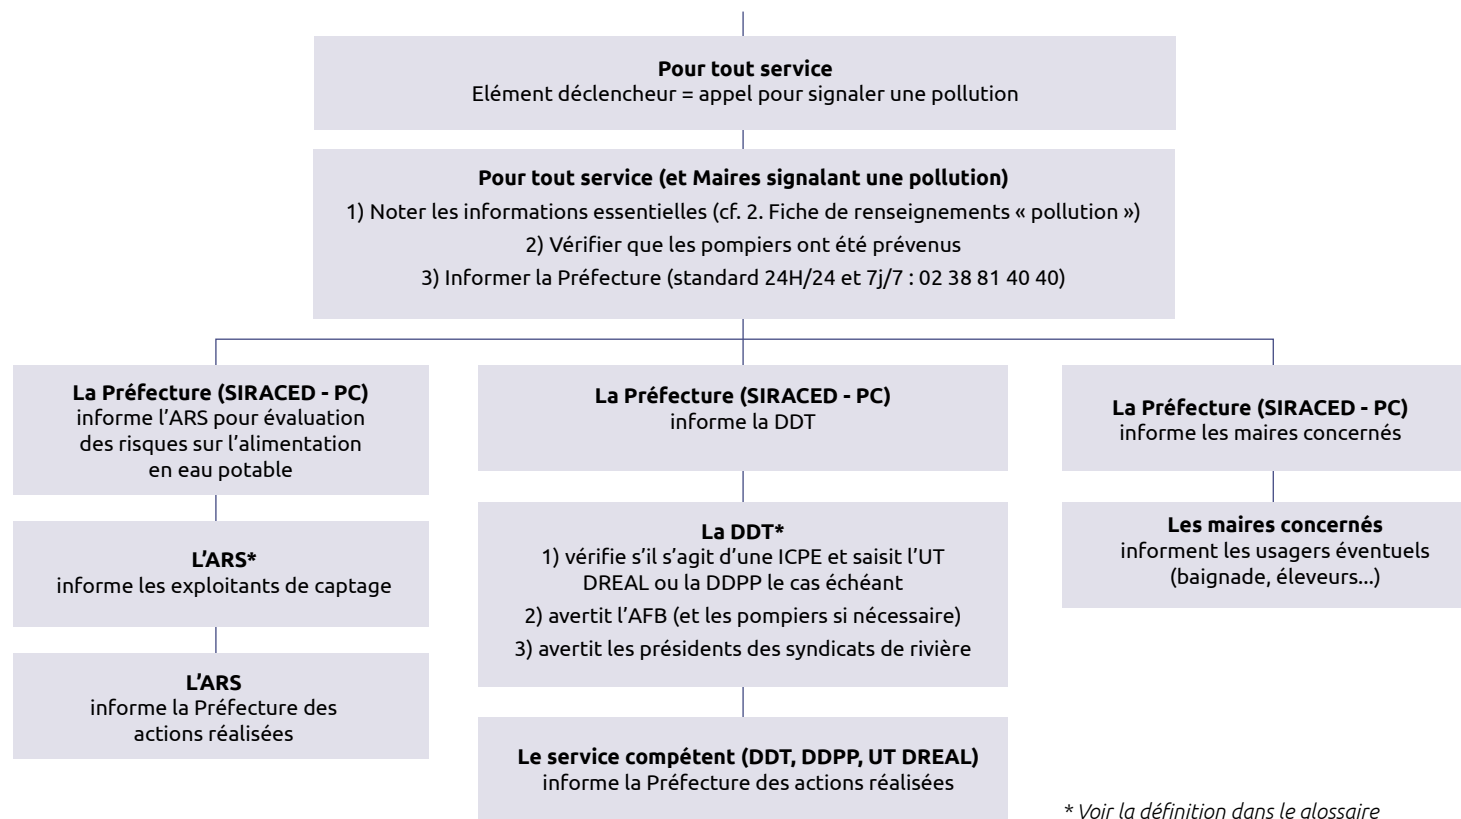 Pour tout service
Elément déclencheur = appel pour signaler une pollution
Pour tout service (et Maires signalant une pollution)
1) Noter les informations essentielles (cf. 2. Fiche de renseignements « pollution »)
2) Vérifier que les pompiers ont été prévenus
3) Informer la Préfecture (standard 24H/24 et 7j/7 : 02 38 81 40 40)
La Préfecture (SIRACED - PC)
informe l’ARS pour évaluation
des risques sur l’alimentation
en eau potable
L’ARS*
informe les exploitants de captage
L’ARS
informe la Préfecture des
actions réalisées
La Préfecture (SIRACED - PC)
informe la DDT
La DDT*
1) vérifie s’il s’agit d’une ICPE et saisit l’UT
DREAL ou la DDPP le cas échéant
2) avertit l’AFB (et les pompiers si nécessaire)
3) avertit les présidents des syndicats de rivière
Le service compétent (DDT, DDPP, UT DREAL)
informe la Préfecture des actions réalisées
La Préfecture (SIRACED - PC)
informe les maires concernés
Les maires concernés
informent les usagers éventuels
(baignade, éleveurs...)
* Voir la définition dans le glossaire